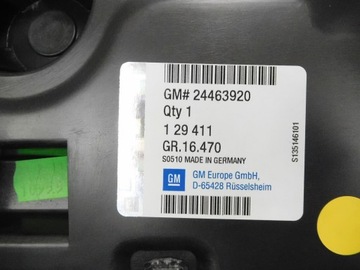 GM# 24463920
Qty 1
1 29 411
GR.16.470
S0510 MADE IN GERMANY
GM
GM Europe GmbH,
D-65428 Rüsselsheim
S135146101